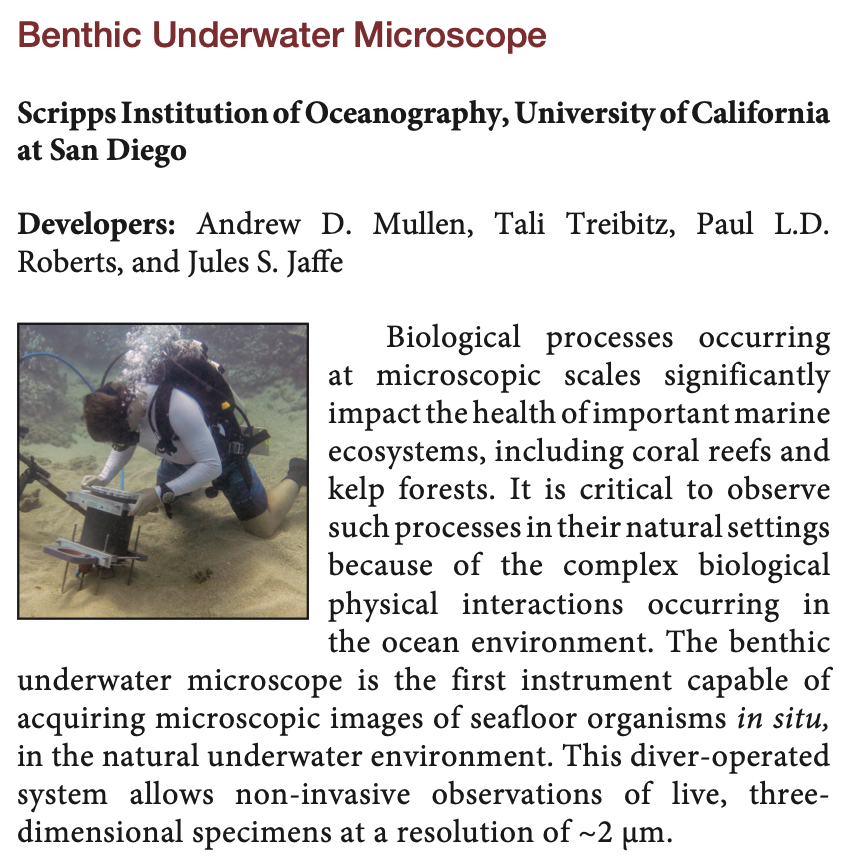 Benthic Underwater Microscope
Scripps Institution of Oceanography, University of California
at San Diego
Developers: Andrew D. Mullen, Tali Treibitz, Paul L.D.
Roberts, and Jules S. Jaffe
Biological processes occurring
at microscopic scales significantly
impact the health of important marine
ecosystems, including coral reefs and
kelp forests. It is critical to observe
such processes in their natural settings
because of the complex biological
physical interactions occurring in
the ocean environment. The benthic
underwater microscope is the first instrument capable of
acquiring microscopic images of seafloor organisms in situ,
in the natural underwater environment. This diver-operated
system allows non-invasive observations of live, three-
dimensional specimens at a resolution of ~2 μm.